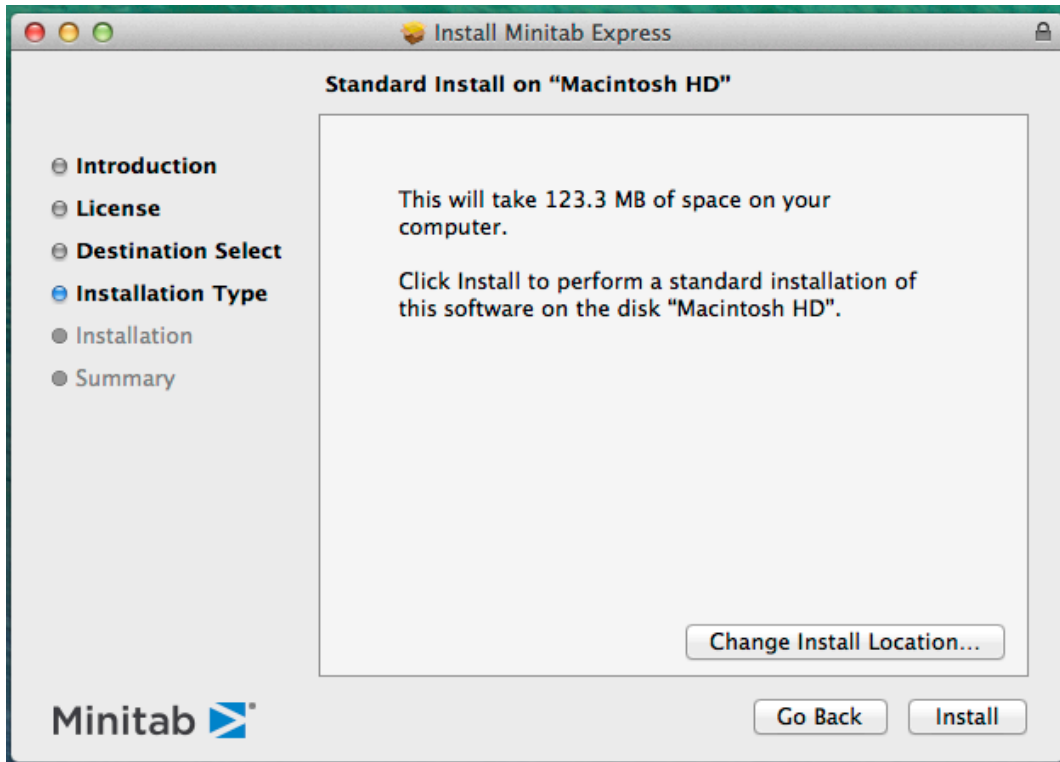 Install Minitab Express
Standard Install on “Macintosh HD”
Introduction
License
Destination Select
Installation Type
Installation
Summary
This will take 123.3 MB of space on your
computer.
Click Install to perform a standard installation of
this software on the disk “Macintosh HD”.
Change Install Location...
Minitab
Go Back
Install